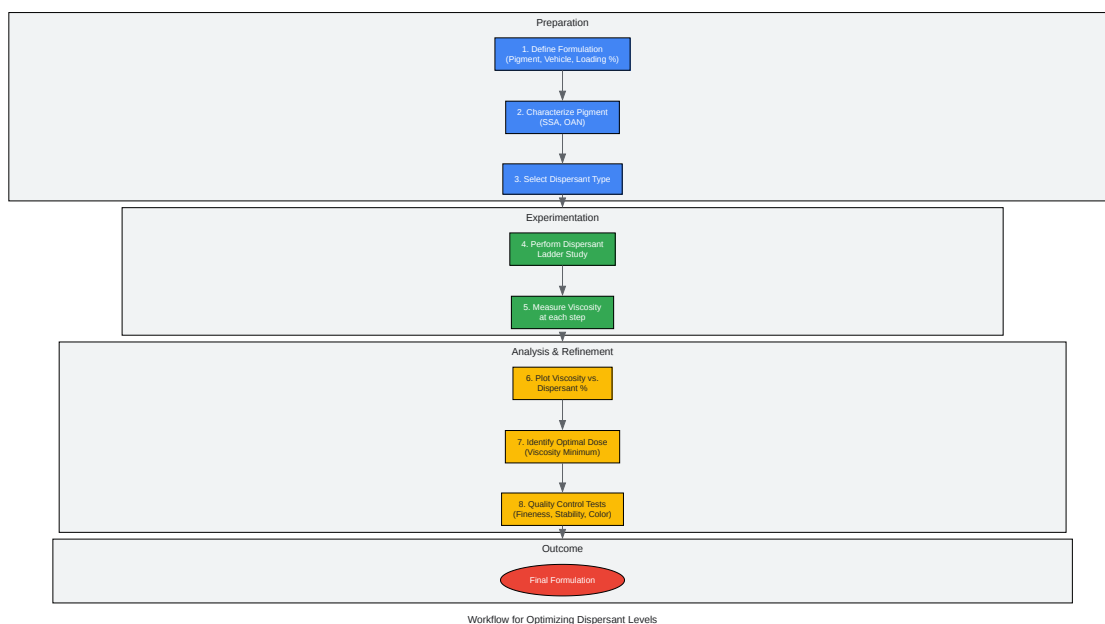 Preparation
1. Define Formulation
(Pigment, Vehicle, Loading %)
2. Characterize Pigment
(SSA, OAN)
3. Select Dispersant Type
Experimentation
4. Perform Dispersant
Ladder Study
5. Measure Viscosity
at each step
Analysis & Refinement
6. Plot Viscosity vs.
Dispersant %
7. Identify Optimal Dose
(Viscosity Minimum)
8. Quality Control Tests
(Fineness, Stability, Color)
Outcome
Final Formulation
Workflow for Optimizing Dispersant Levels